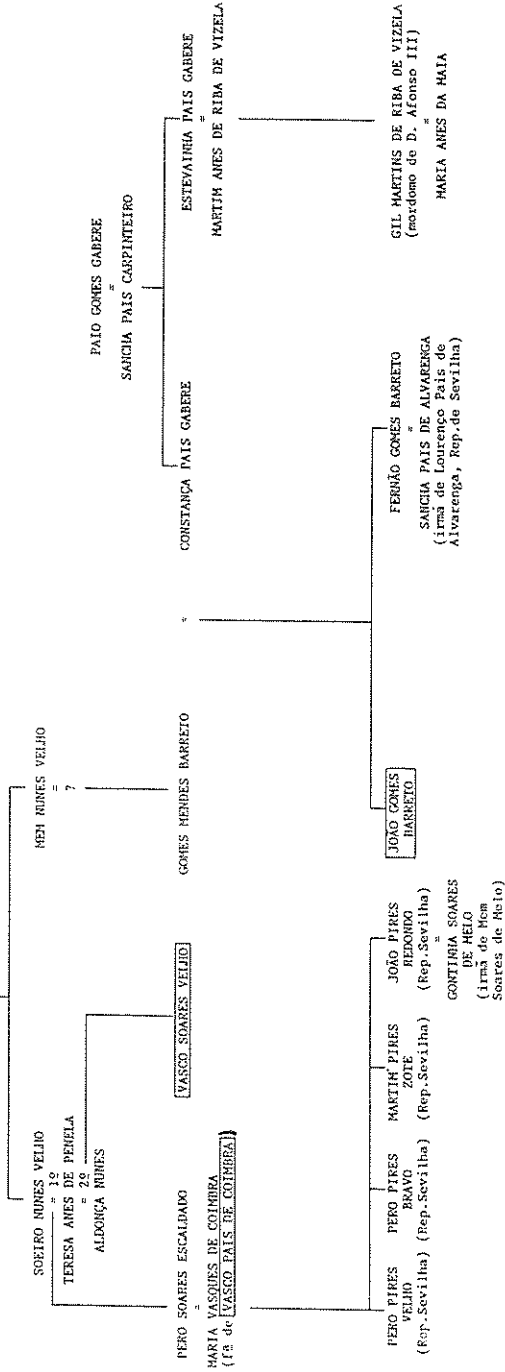 PAIO GOMES GABERE
=
SANCHA PAIS CARPINTEIRO
SOEIRO NUNES VELHO
= 1º
TERESA ANES DE PENELA
= 2º
ALDONÇA NUNES
MEM NUNES VELHO
=
?
PERO SOARES ESCALDADO
=
MARIA VASQUES DE COIMBRA
(fª de VASCO PAIS DE COIMBRA)
VASCO SOARES VELHO
GOMES MENDES BARRETO
=
CONSTANÇA PAIS GABERE
ESTEVAINHA PAIS GABERE
=
MARTIM ANES DE RIBA DE VIZELA
PERO PIRES
VELHO
(Rep.Sevilha)
PERO PIRES
BRAVO
(Rep.Sevilha)
MARTIM PIRES
ZOTE
(Rep.Sevilha)
JOÃO PIRES
REDONDO
(Rep.Sevilha)
=
GONTINHA SOARES
DE MELO
(irmã de Mem
Soares de Melo)
JOÃO GOMES
BARRETO
FERNÃO GOMES BARRETO
=
SANCHA PAIS DE ALVARENGA
(irmã de Lourenço Pais de
Alvarenga, Rep.de Sevilha)
GIL MARTINS DE RIBA DE VIZELA
(mordomo de D. Afonso III)
=
MARIA ANES DA MAIA